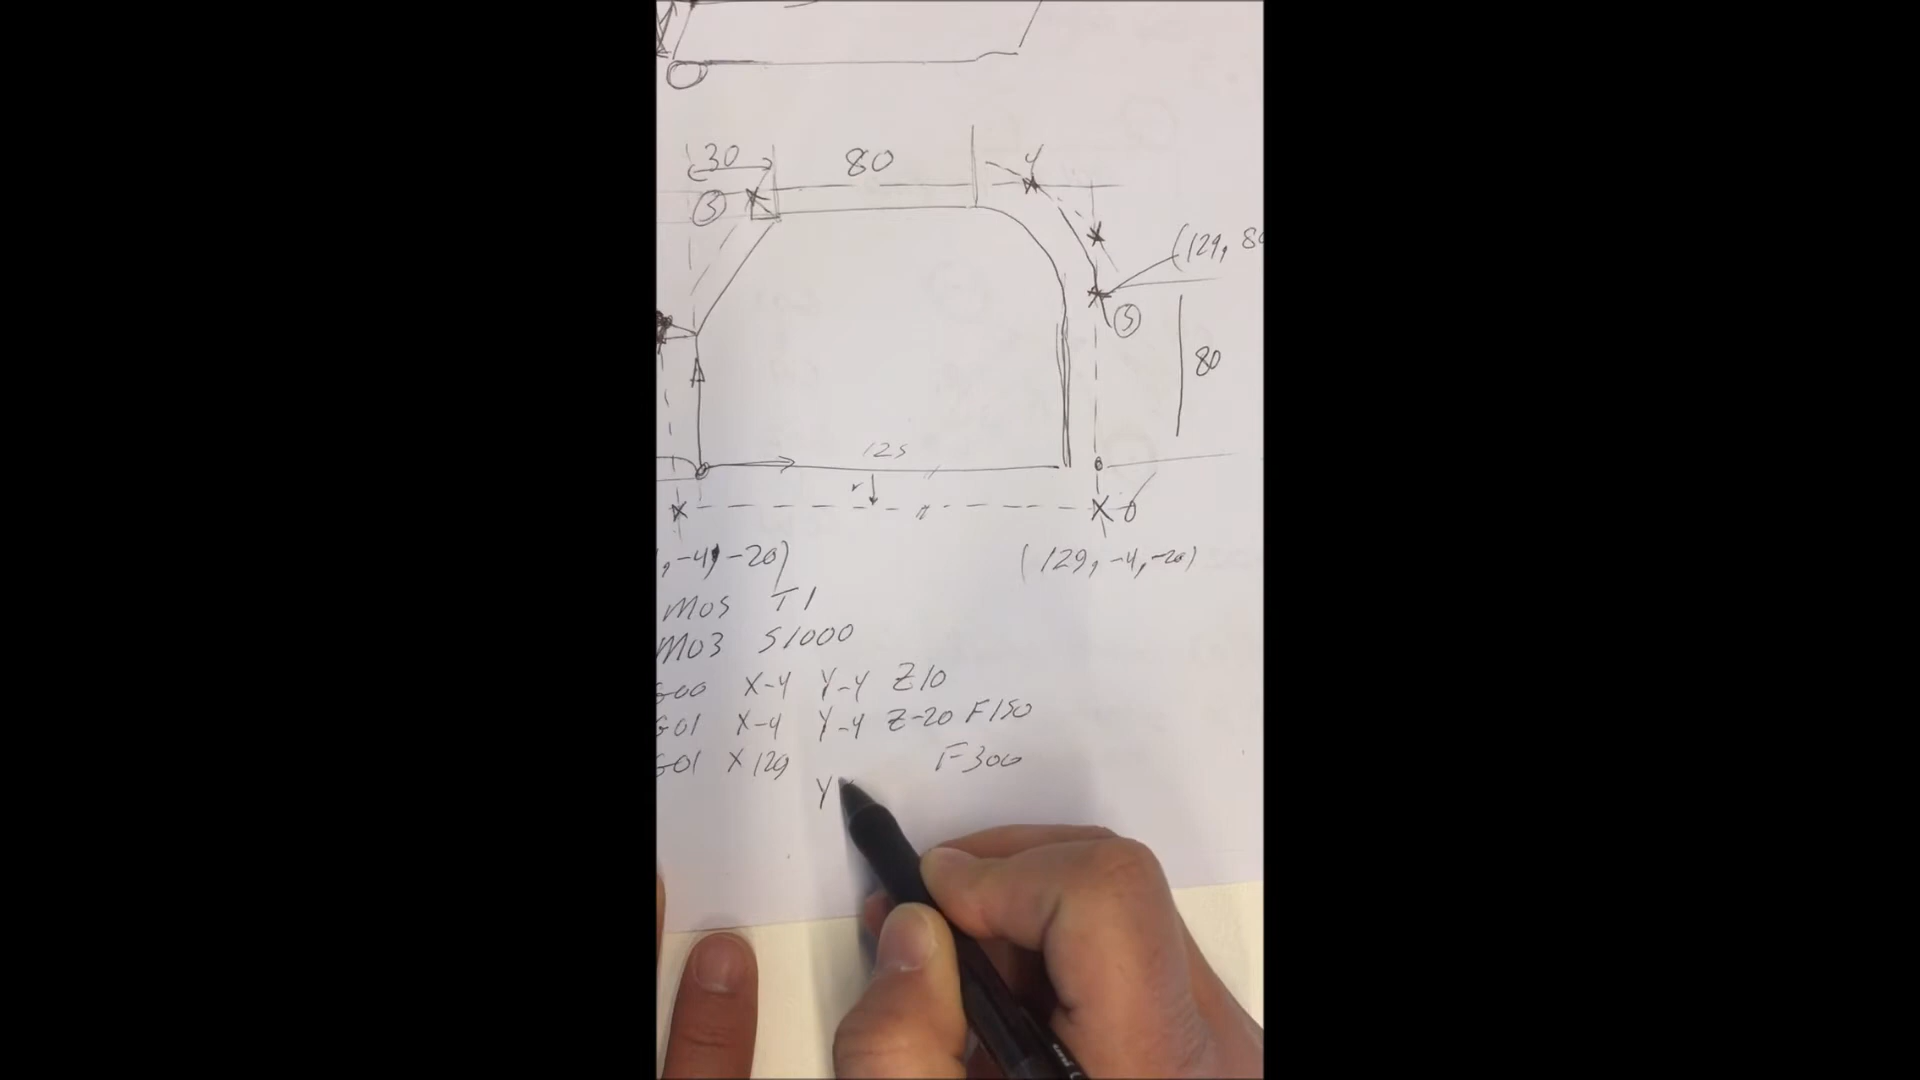 30
80
4
3
(129, 80
5
80
125
r
(129, -4, -20)
, -4, -20)
M05 T1
M03 S1000
G00 X-4 Y-4 Z10
G01 X-4 Y-4 Z-20 F150
G01 X129 F300
Y